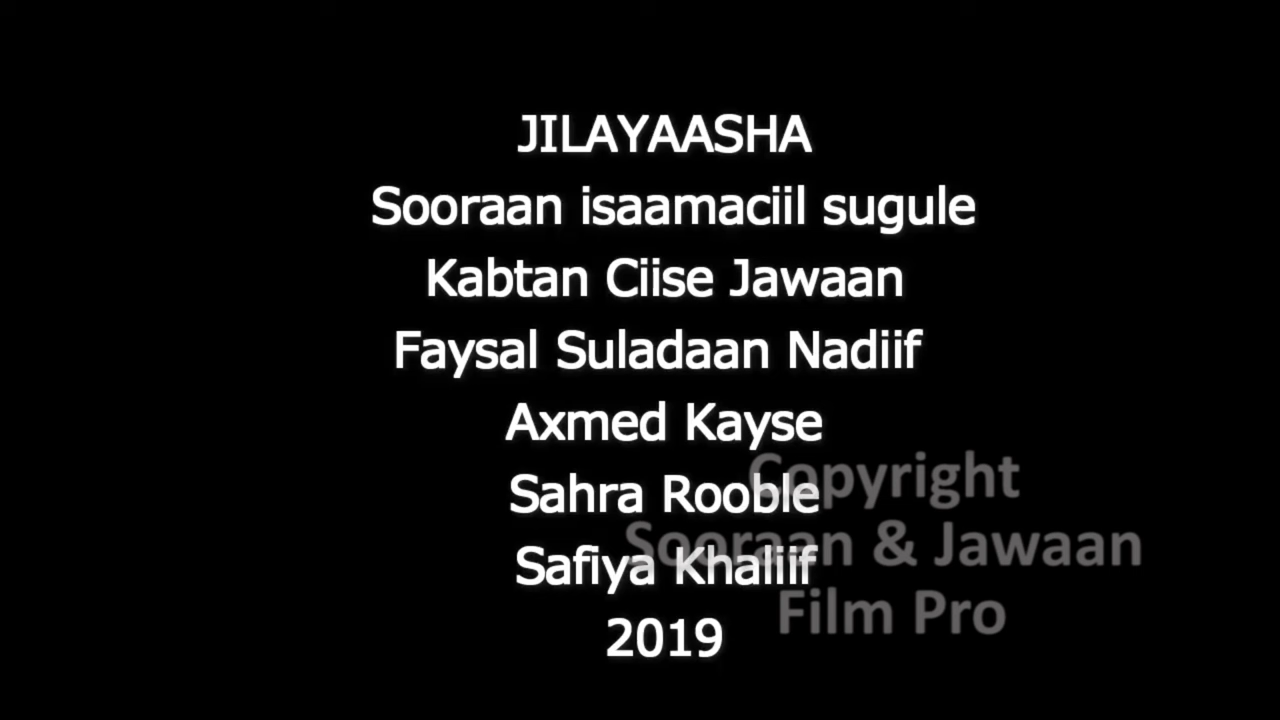 JILAYAASHA
Sooraan isaamaciil sugule
Kabtan Ciise Jawaan
Faysal Suladaan Nadiif
Axmed Kayse
Sahra Rooble
Safiya Khaliif
2019
Copyright
Sooraan & Jawaan
Film Pro